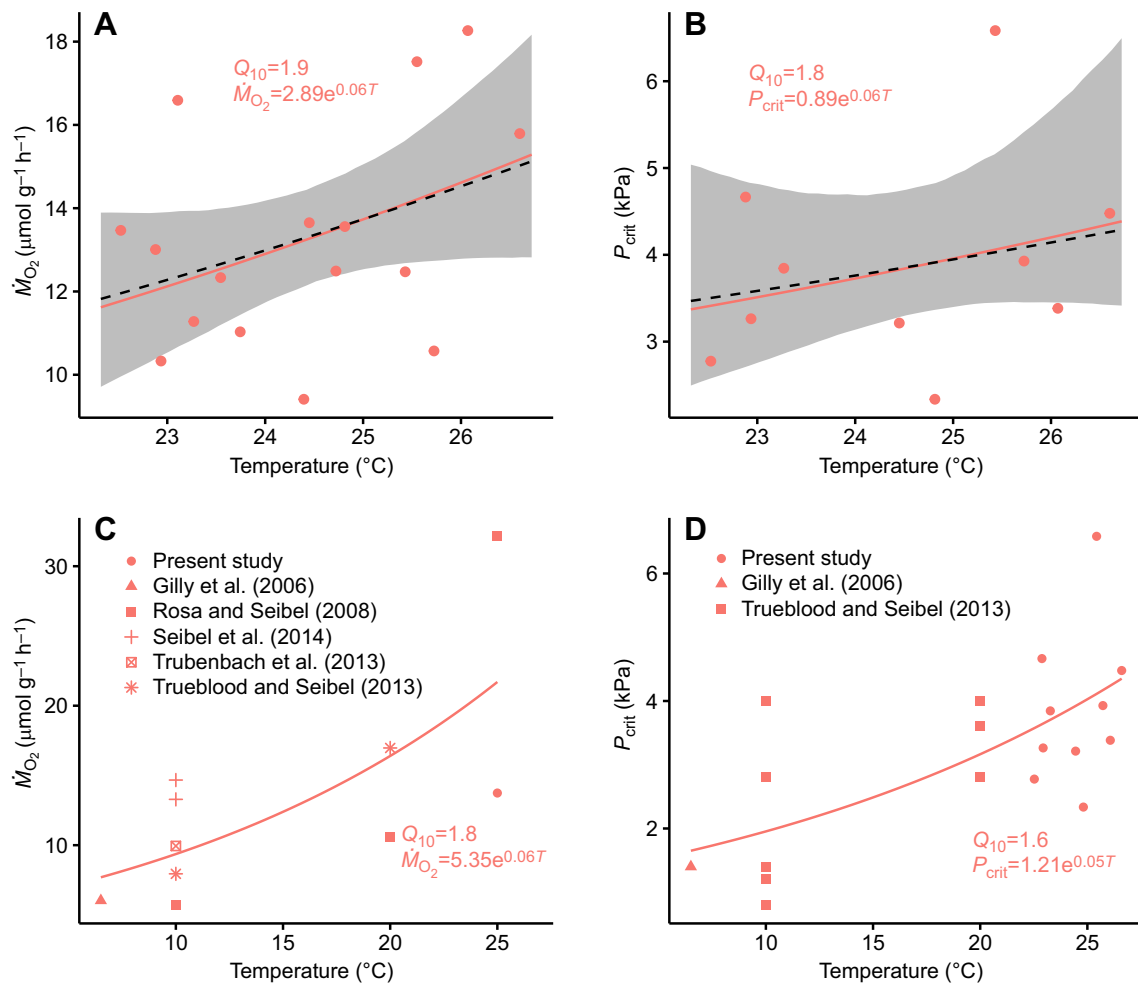 A
Q10=1.9
ṀO2=2.89e0.06T
18
16
14
12
10
ṀO2 (μmol g–1 h–1)
23
24
25
26
Temperature (°C)
B
Q10=1.8
Pcrit=0.89e0.06T
6
5
4
3
Pcrit (kPa)
23
24
25
26
Temperature (°C)
C
Present study
Gilly et al. (2006)
Rosa and Seibel (2008)
Seibel et al. (2014)
Trubenbach et al. (2013)
Trueblood and Seibel (2013)
30
20
10
ṀO2 (μmol g–1 h–1)
Q10=1.8
ṀO2=5.35e0.06T
10
15
20
25
Temperature (°C)
D
Present study
Gilly et al. (2006)
Trueblood and Seibel (2013)
6
4
2
Pcrit (kPa)
Q10=1.6
Pcrit=1.21e0.05T
10
15
20
25
Temperature (°C)